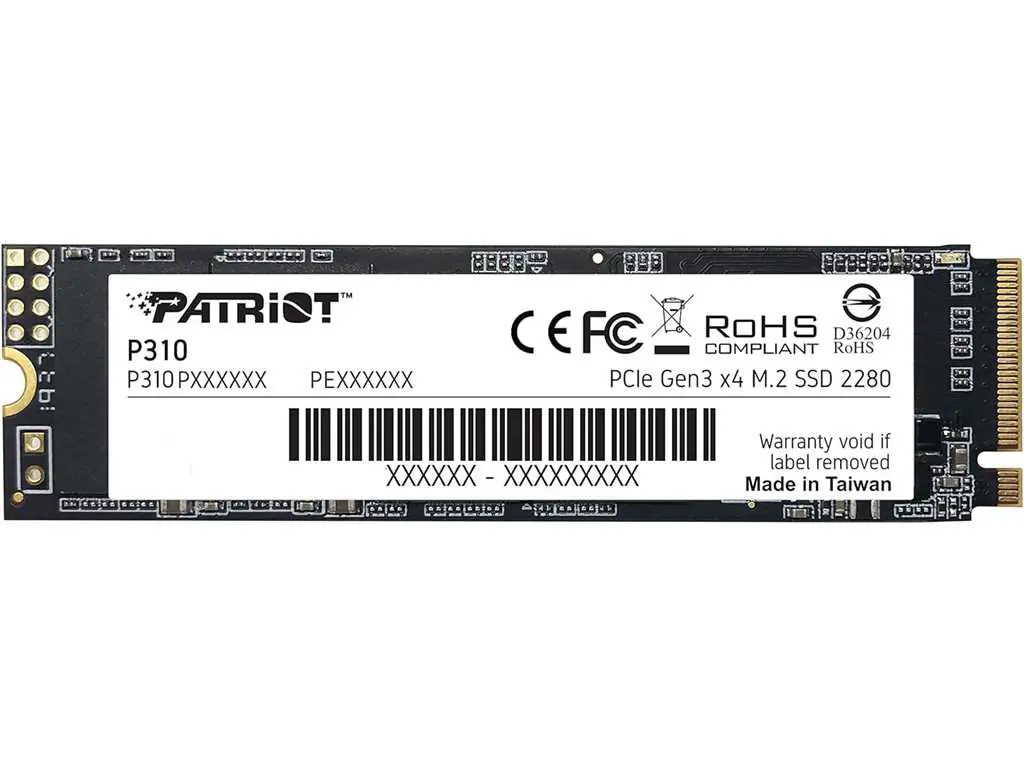 PATRIOT™
P310
P310PXXXXXX PEXXXXXX
CE FC RoHS COMPLIANT
D36204
RoHS
PCIe Gen3 x4 M.2 SSD 2280
XXXXXX - XXXXXXXXX
Warranty void if
label removed
Made in Taiwan
1937